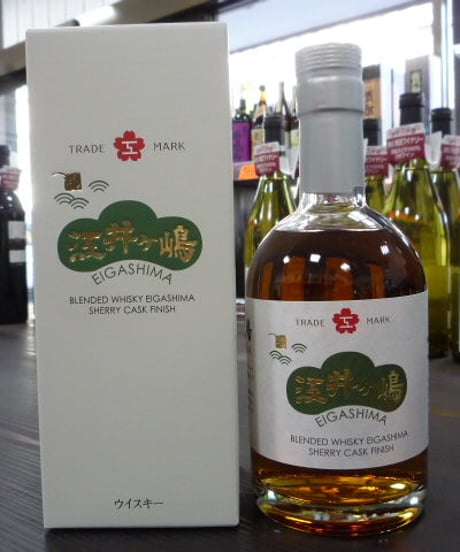 TRADE MARK
江井ヶ嶋
EIGASHIMA
BLENDED WHISKY EIGASHIMA
SHERRY CASK FINISH
ウイスキー
TRADE MARK
江井ヶ嶋
EIGASHIMA
BLENDED WHISKY EIGASHIMA
SHERRY CASK FINISH